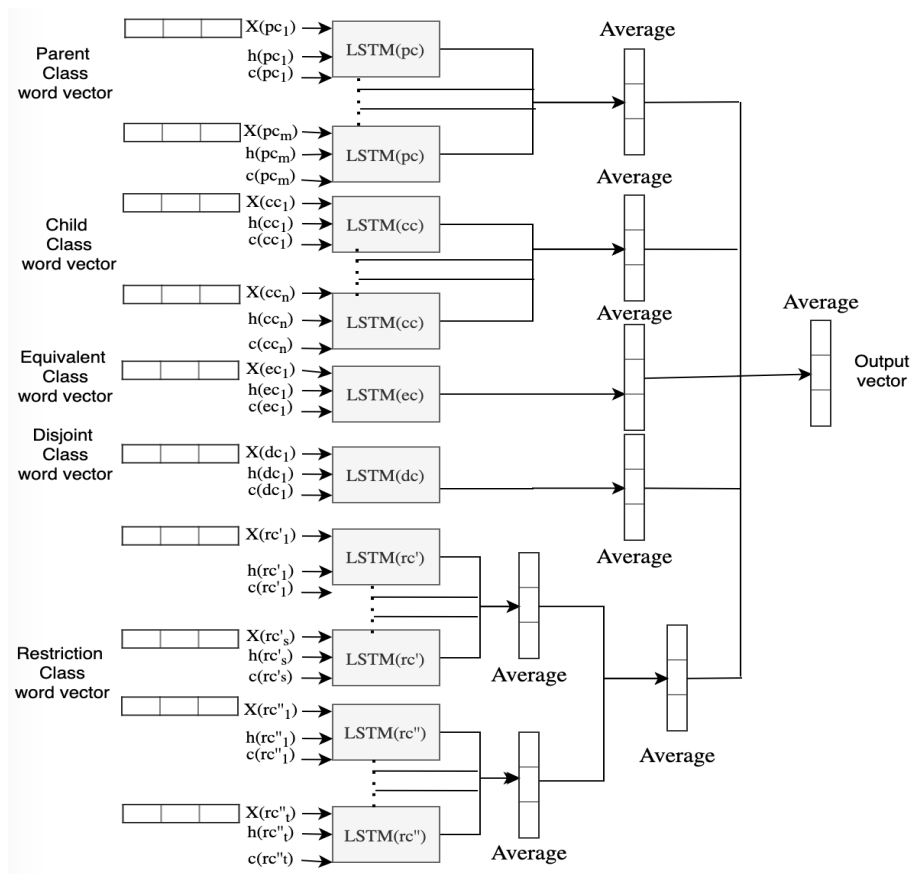 Parent
Class
word vector
X(pc₁)
h(pc₁)
c(pc₁)
LSTM(pc)
Average
X(pcₘ)
h(pcₘ)
c(pcₘ)
LSTM(pc)
Average
Child
Class
word vector
X(cc₁)
h(cc₁)
c(cc₁)
LSTM(cc)
X(ccₙ)
h(ccₙ)
c(ccₙ)
LSTM(cc)
Average
Average
Output
vector
Equivalent
Class
word vector
X(ec₁)
h(ec₁)
c(ec₁)
LSTM(ec)
Disjoint
Class
word vector
X(dc₁)
h(dc₁)
c(dc₁)
LSTM(dc)
Average
X(rc'₁)
h(rc'₁)
c(rc'₁)
LSTM(rc')
Restriction
Class
word vector
X(rc'ₛ)
h(rc'ₛ)
c(rc's)
LSTM(rc')
Average
X(rc"₁)
h(rc"₁)
c(rc"₁)
LSTM(rc")
Average
X(rc"ₜ)
h(rc"ₜ)
c(rc"t)
LSTM(rc")
Average